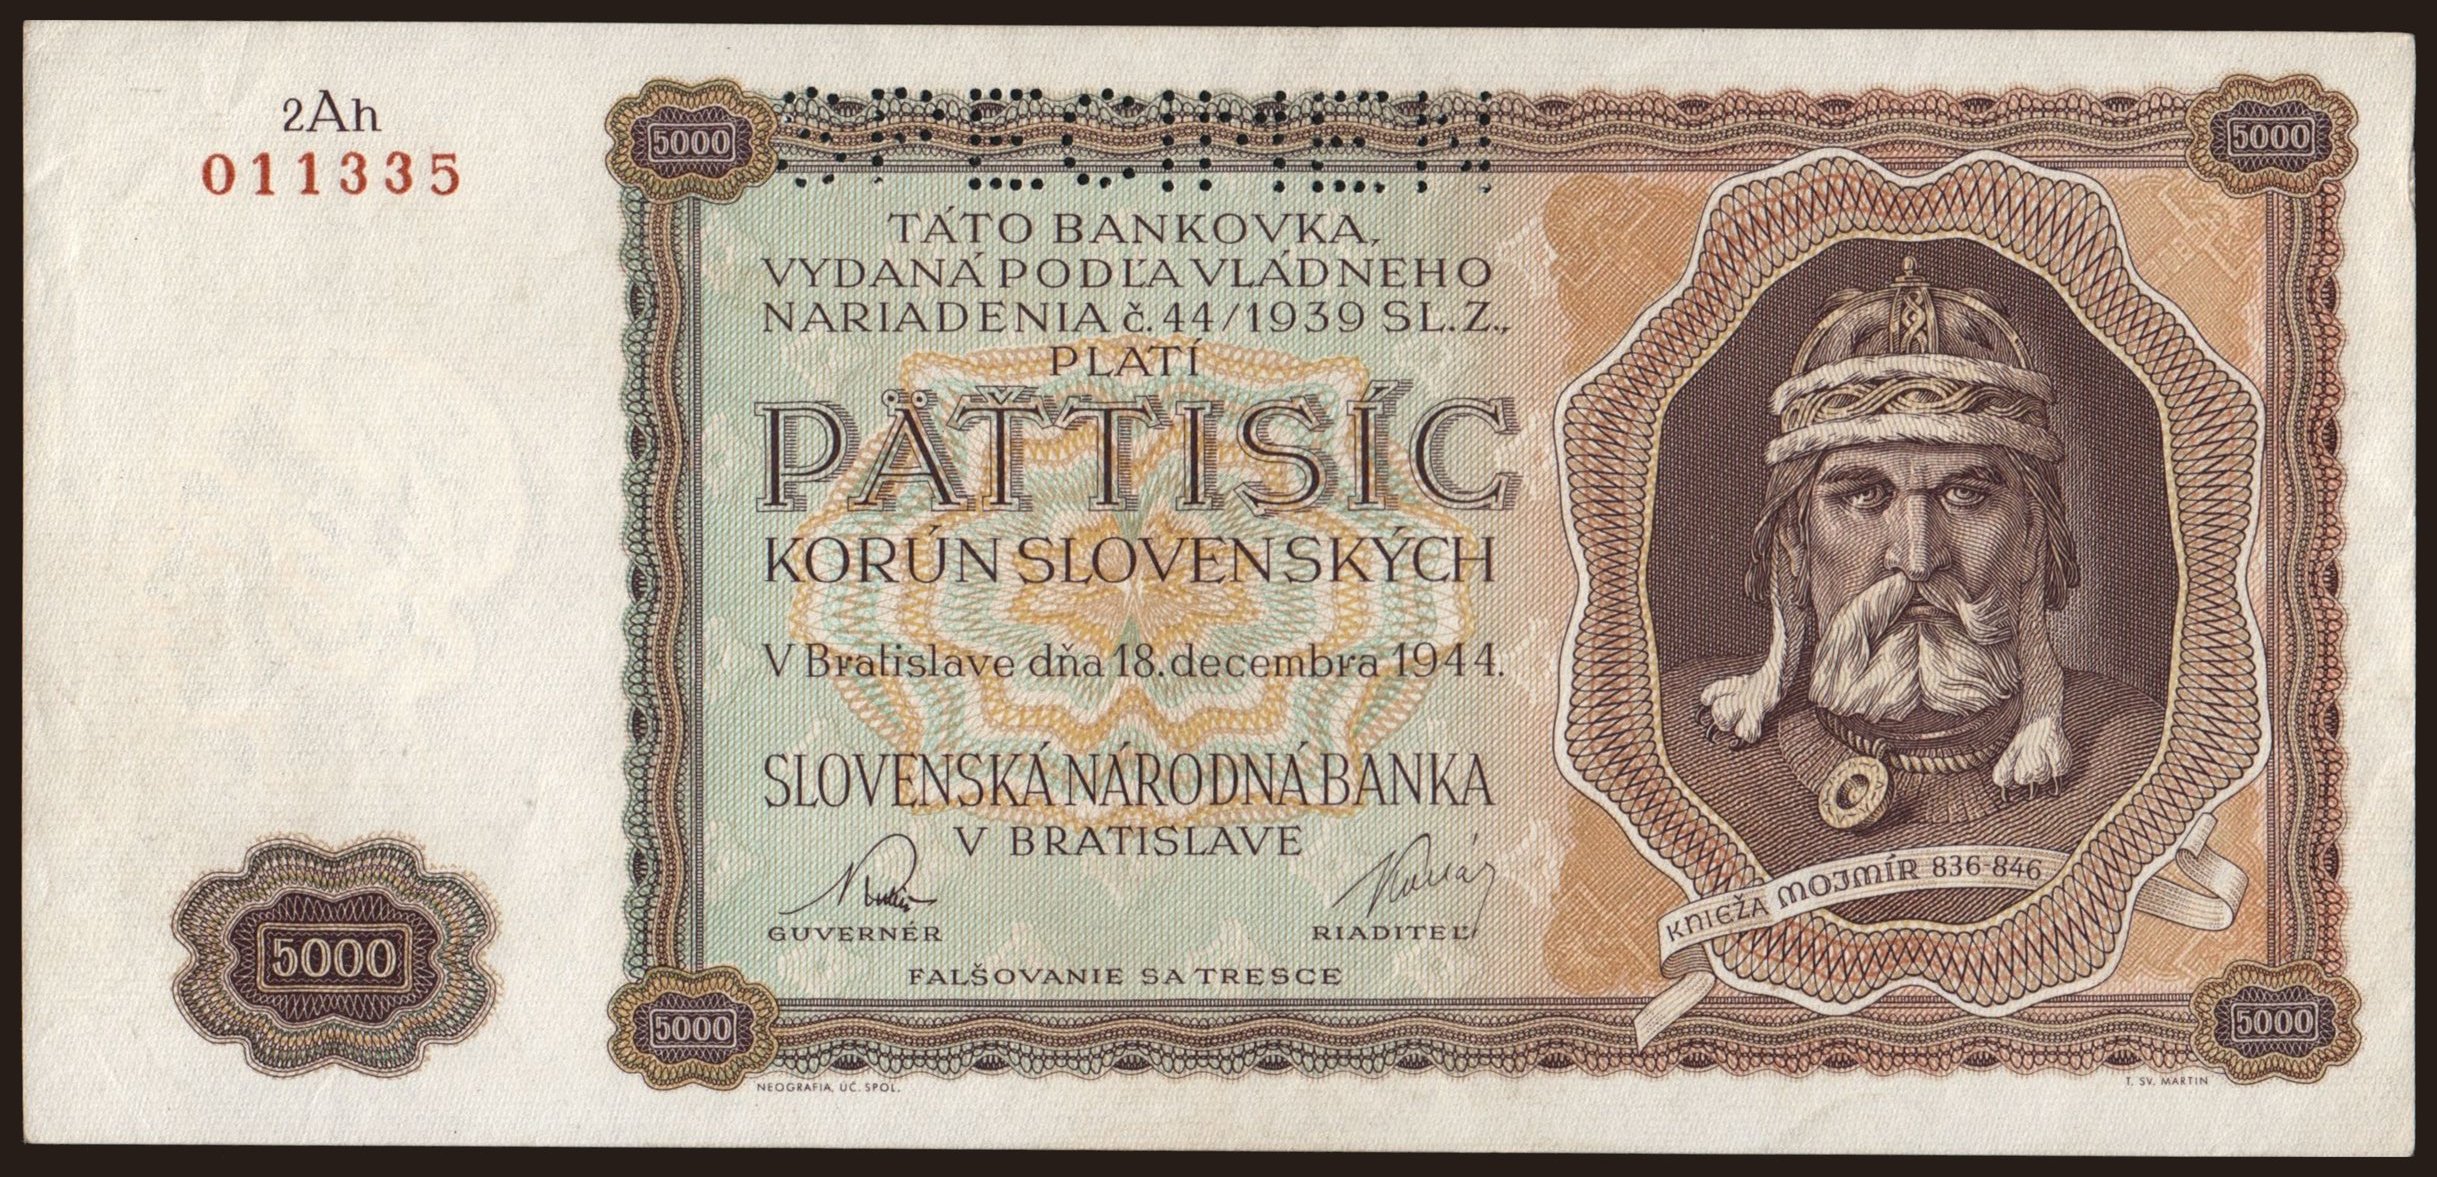 2Ah
011335
5000
5000
SPECIMEN
TÁTO BANKOVKA,
VYDANÁ PODĽA VLÁDNEHO
NARIADENIA č. 44/1939 SL. Z.,
PLATÍ
PÄŤTISÍC
KORÚN SLOVENSKÝCH
V Bratislave dňa 18. decembra 1944.
SLOVENSKÁ NÁRODNÁ BANKA
V BRATISLAVE
GUVERNÉR
RIADITEĽ
FALŠOVANIE SA TRESCE
KNIEŽA MOJMÍR 836-846
5000
5000
5000
NEOGRAFIA, ÚČ. SPOL.
T. SV. MARTIN